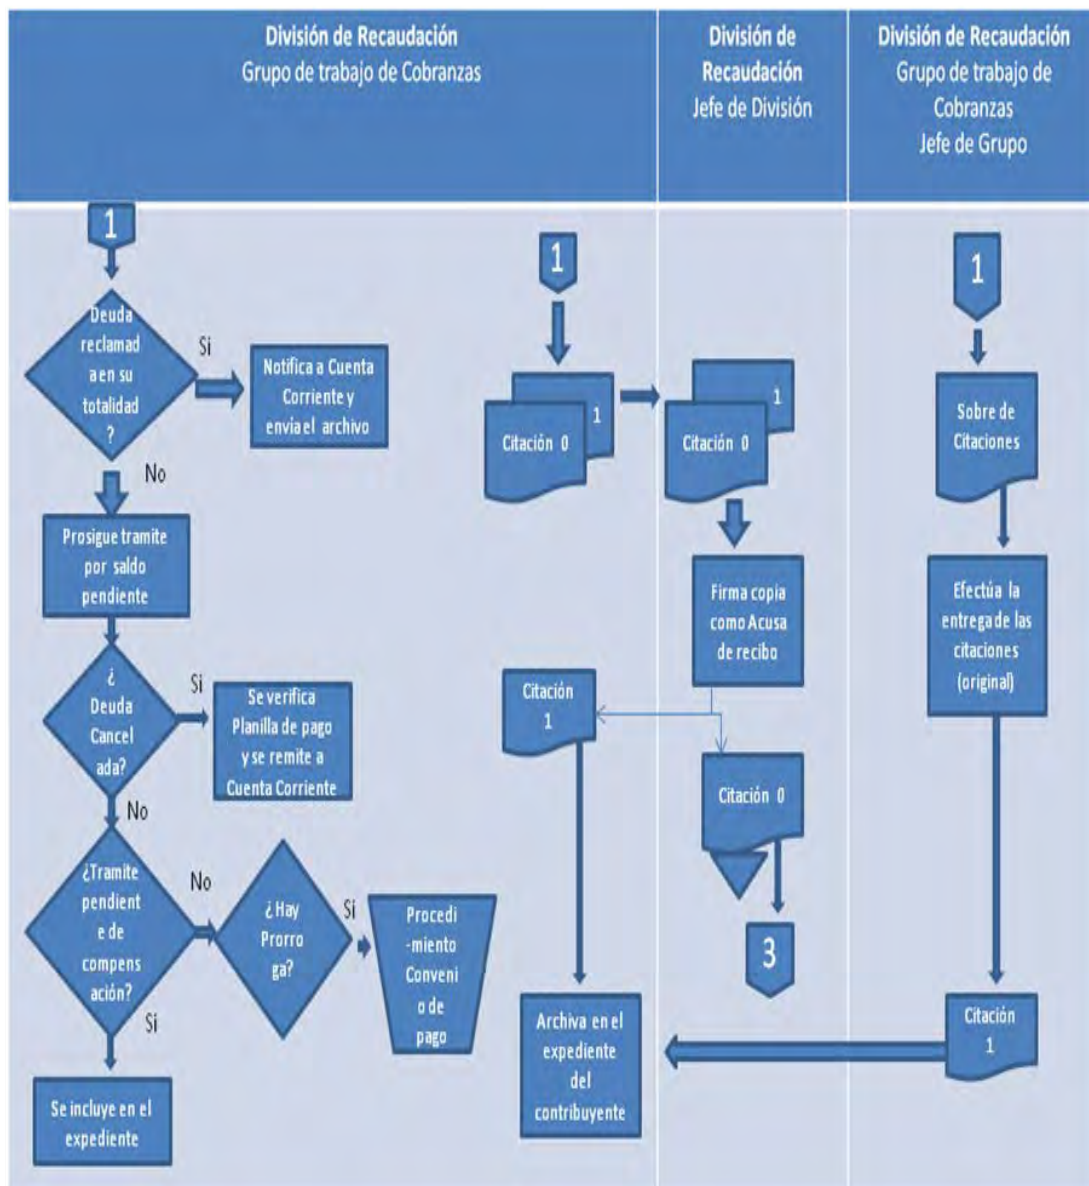 División de Recaudación
Grupo de trabajo de Cobranzas
División de
Recaudación
Jefe de División
División de Recaudación
Grupo de trabajo de
Cobranzas
Jefe de Grupo
1
Deuda
reclamad
a en su
totalidad
?
Si
Notifica a Cuenta
Corriente y
envia el archivo
No
Prosigue tramite
por saldo
pendiente
¿
Deuda
Cancel
ada?
Si
Se verifica
Planilla de pago
y se remite a
Cuenta Corriente
No
¿Tramite
pendient
e de
compens
ación?
No
¿Hay
Prorro
ga?
Si
Procedi
-miento
Conveni
o de
pago
Si
Se incluye en el
expediente
1
1
Citación 0
Citación
1
Archiva en el
expediente
del
contribuyente
1
Citación 0
Firma copia
como Acusa
de recibo
Citación 0
3
1
Sobre de
Citaciones
Efectúa la
entrega de las
citaciones
(original)
Citación
1